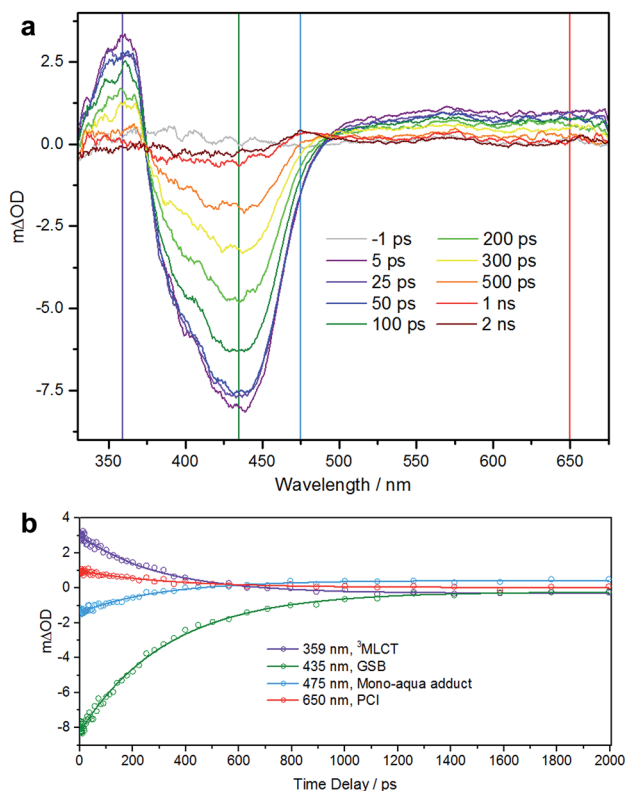 a
2.5
0.0
-2.5
-5.0
-7.5
mΔOD
-1 ps 200 ps
5 ps 300 ps
25 ps 500 ps
50 ps 1 ns
100 ps 2 ns
350 400 450 500 550 600 650
Wavelength / nm
b
4
2
0
-2
-4
-6
-8
mΔOD
359 nm, ³MLCT
435 nm, GSB
475 nm, Mono-aqua adduct
650 nm, PCI
0 200 400 600 800 1000 1200 1400 1600 1800 2000
Time Delay / ps